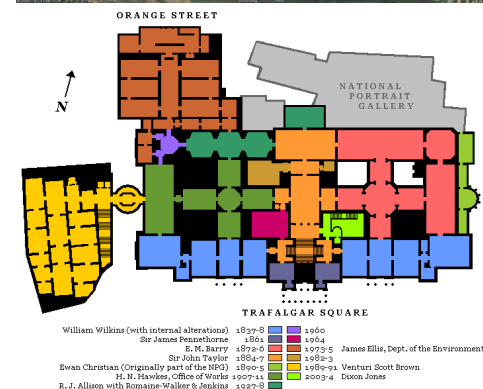 ORANGE STREET
N
NATIONAL
PORTRAIT
GALLERY
TRAFALGAR SQUARE
William Wilkins (with internal alterations) 1837-8 1960
Sir James Pennethorne 1861 1964
E. M. Barry 1872-6 1973-5 James Ellis, Dept. of the Environment
Sir John Taylor 1884-7 1982-3
Ewan Christian (Originally part of the NPG) 1890-5 1989-91 Venturi Scott Brown
H. N. Hawkes, Office of Works 1907-11 2003-4 Dixon Jones
R. J. Allison with Romaine-Walker & Jenkins 1927-8